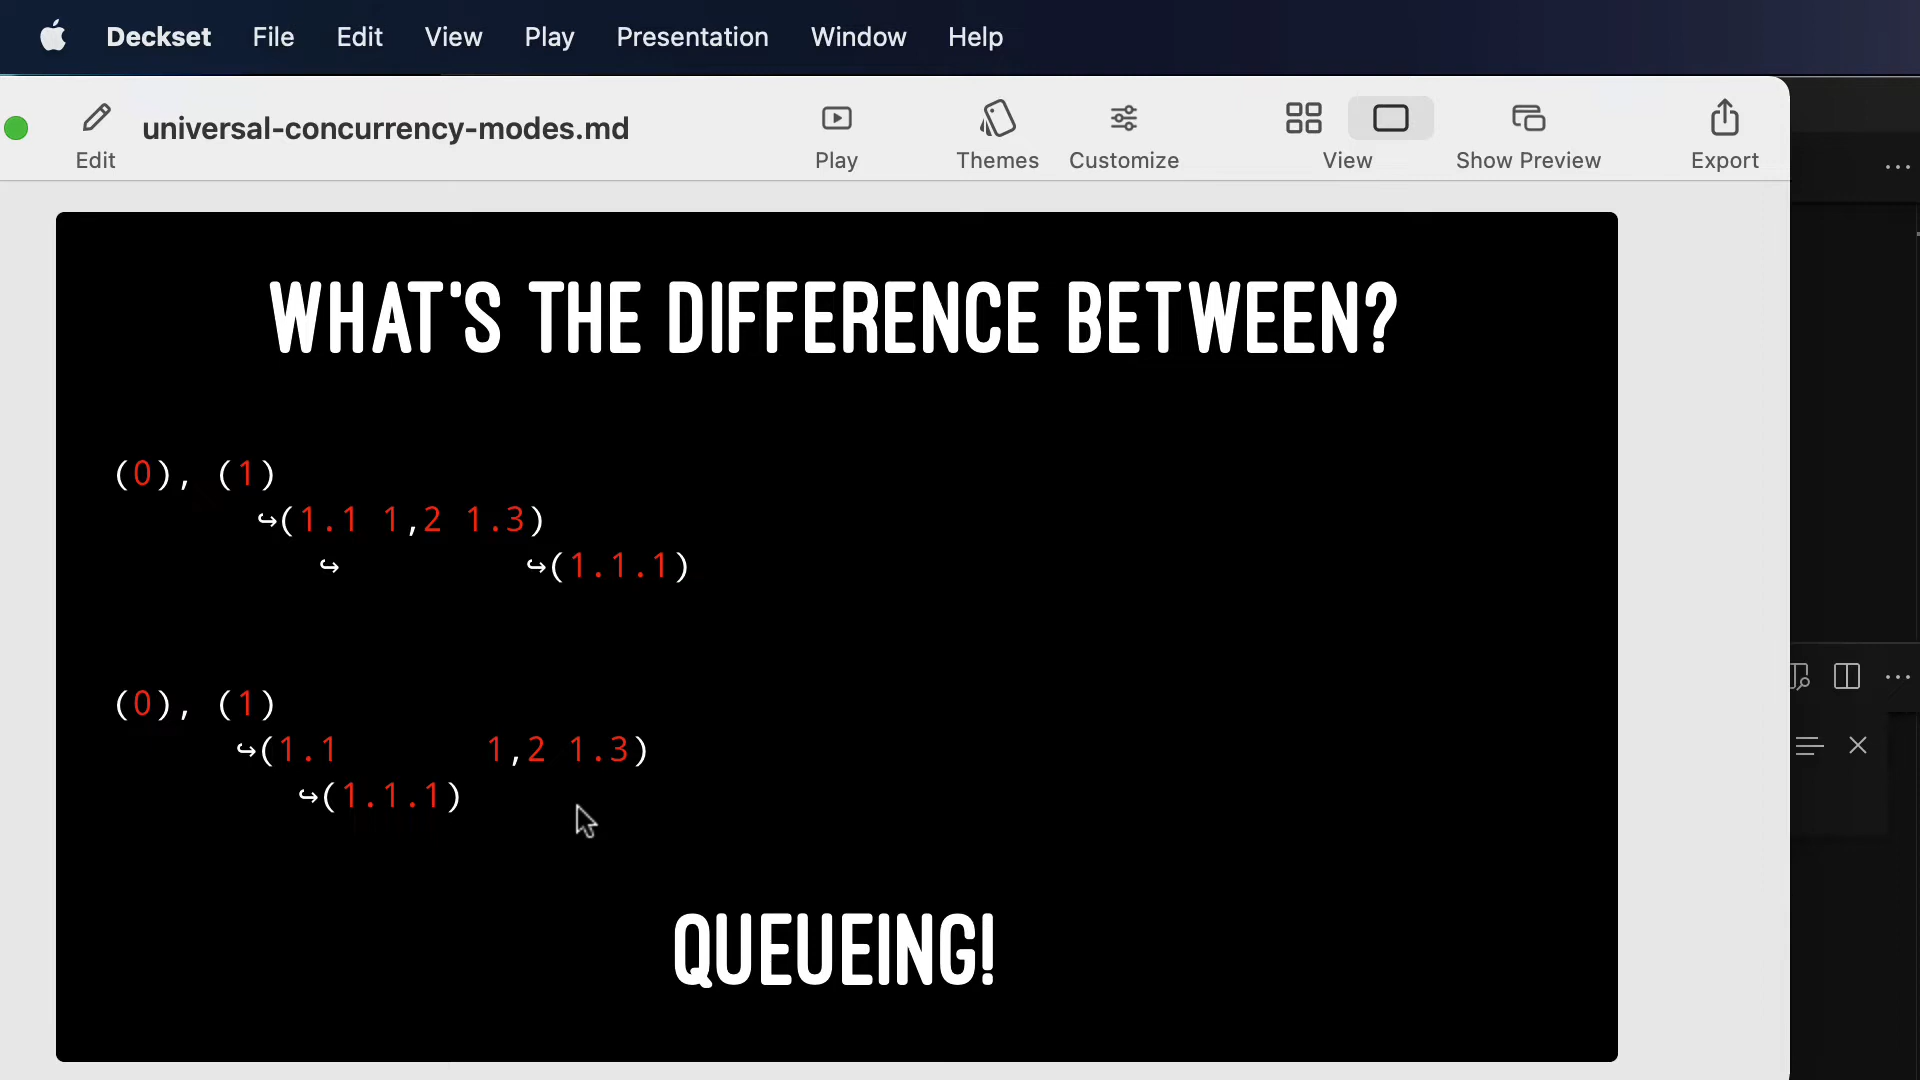 Deckset File Edit View Play Presentation Window Help
Edit universal-concurrency-modes.md Play Themes Customize View Show Preview Export
WHAT'S THE DIFFERENCE BETWEEN?
(0), (1)
↪(1.1 1,2 1.3)
↪ ↪(1.1.1)
(0), (1)
↪(1.1 1,2 1.3)
↪(1.1.1)
QUEUEING!